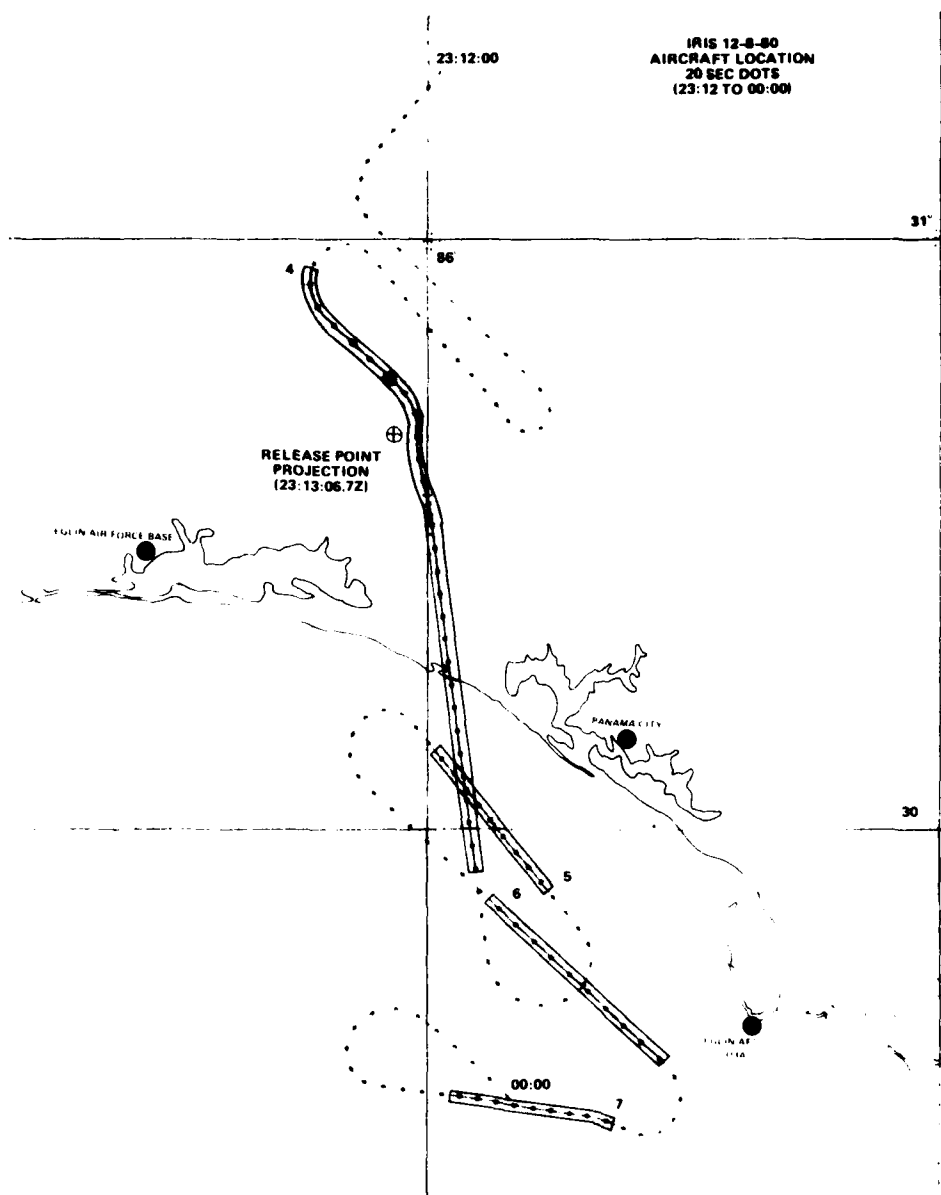 IRIS 12-8-80
AIRCRAFT LOCATION
20 SEC DOTS
(23:12 TO 00:00)
23:12:00
31°
86
4
RELEASE POINT
PROJECTION
(23:13:06.7Z)
EGLIN AIR FORCE BASE
PANAMA CITY
30
5
6
00:00
7